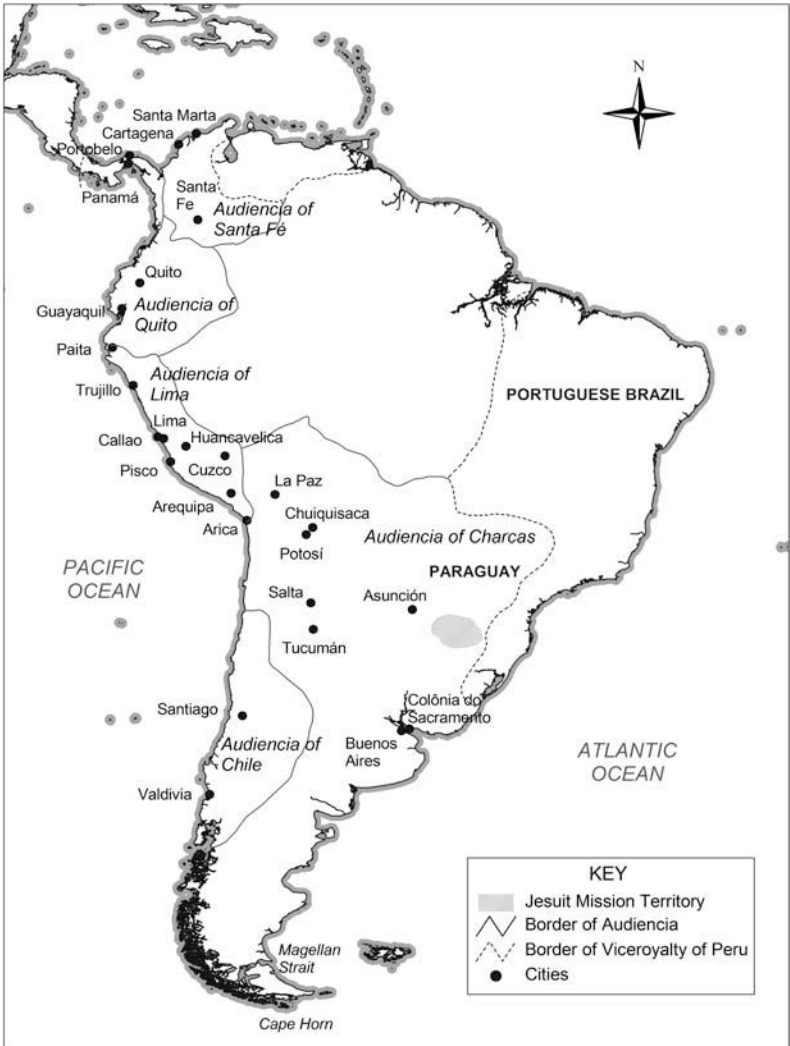 N
Santa Marta
Cartagena
Portobelo
Panamá
Santa
Fe
Audiencia of
Santa Fé
Quito
Guayaquil
Audiencia of
Quito
Paita
Trujillo
Audiencia of
Lima
PORTUGUESE BRAZIL
Lima
Callao
Huancavelica
Pisco
Cuzco
La Paz
Arequipa
Arica
Chuiquisaca
Potosí
Audiencia of Charcas
PACIFIC
OCEAN
PARAGUAY
Salta
Asunción
Tucumán
Santiago
Colônia do
Sacramento
Audiencia of
Chile
Buenos
Aires
ATLANTIC
OCEAN
Valdivia
KEY
Jesuit Mission Territory
Border of Audiencia
Border of Viceroyalty of Peru
Cities
Magellan
Strait
Cape Horn